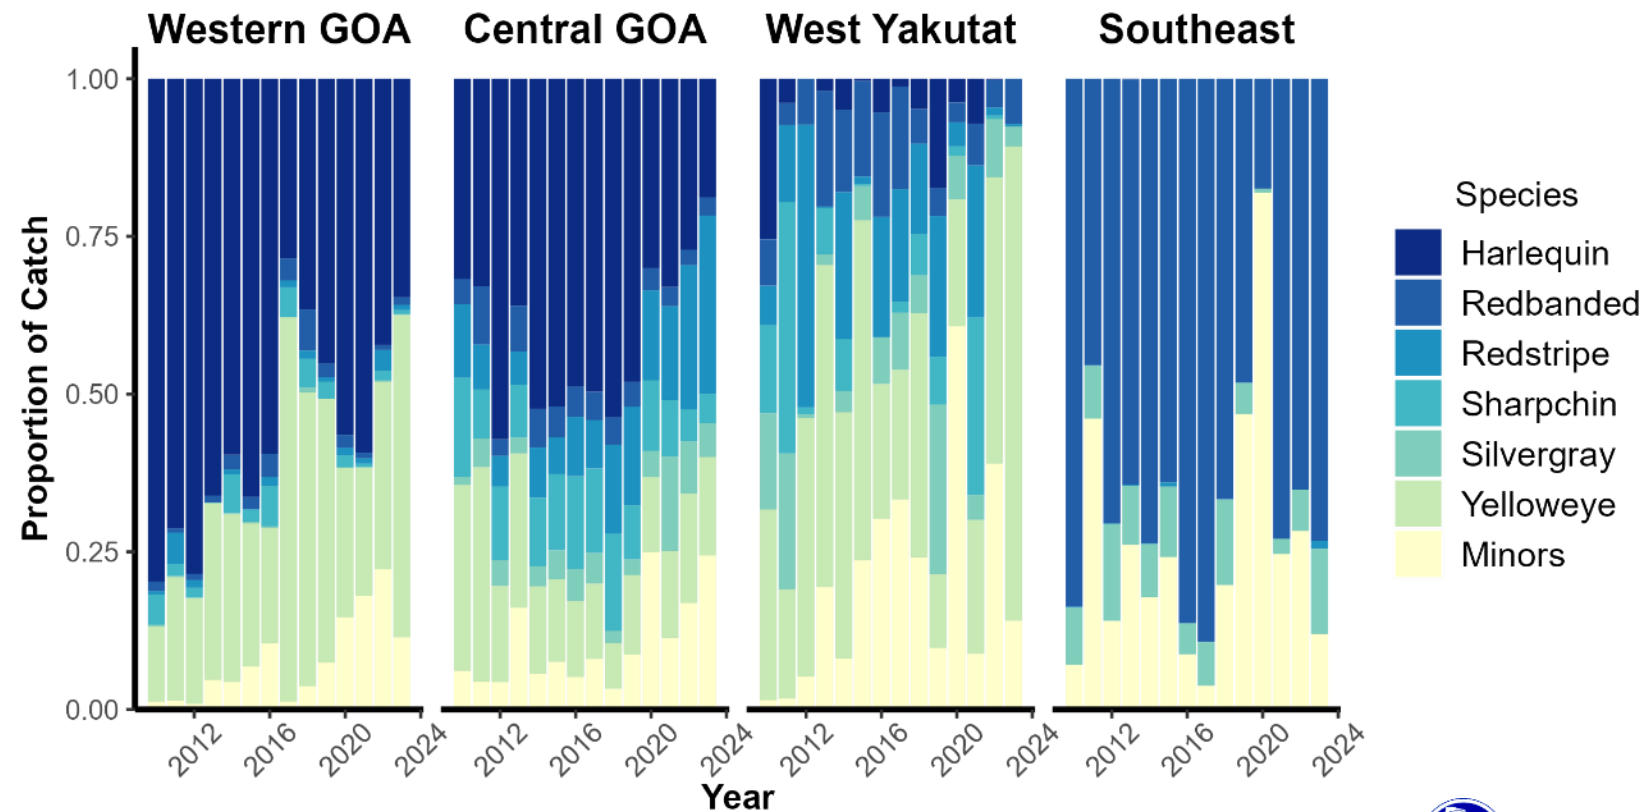 Western GOA Central GOA West Yakutat Southeast
1.00
0.75
0.50
0.25
0.00
Proportion of Catch
2012 2016 2020 2024 2012 2016 2020 2024 2012 2016 2020 2024 2012 2016 2020 2024
Year
Species
Harlequin
Redbanded
Redstripe
Sharpchin
Silvergray
Yelloweye
Minors